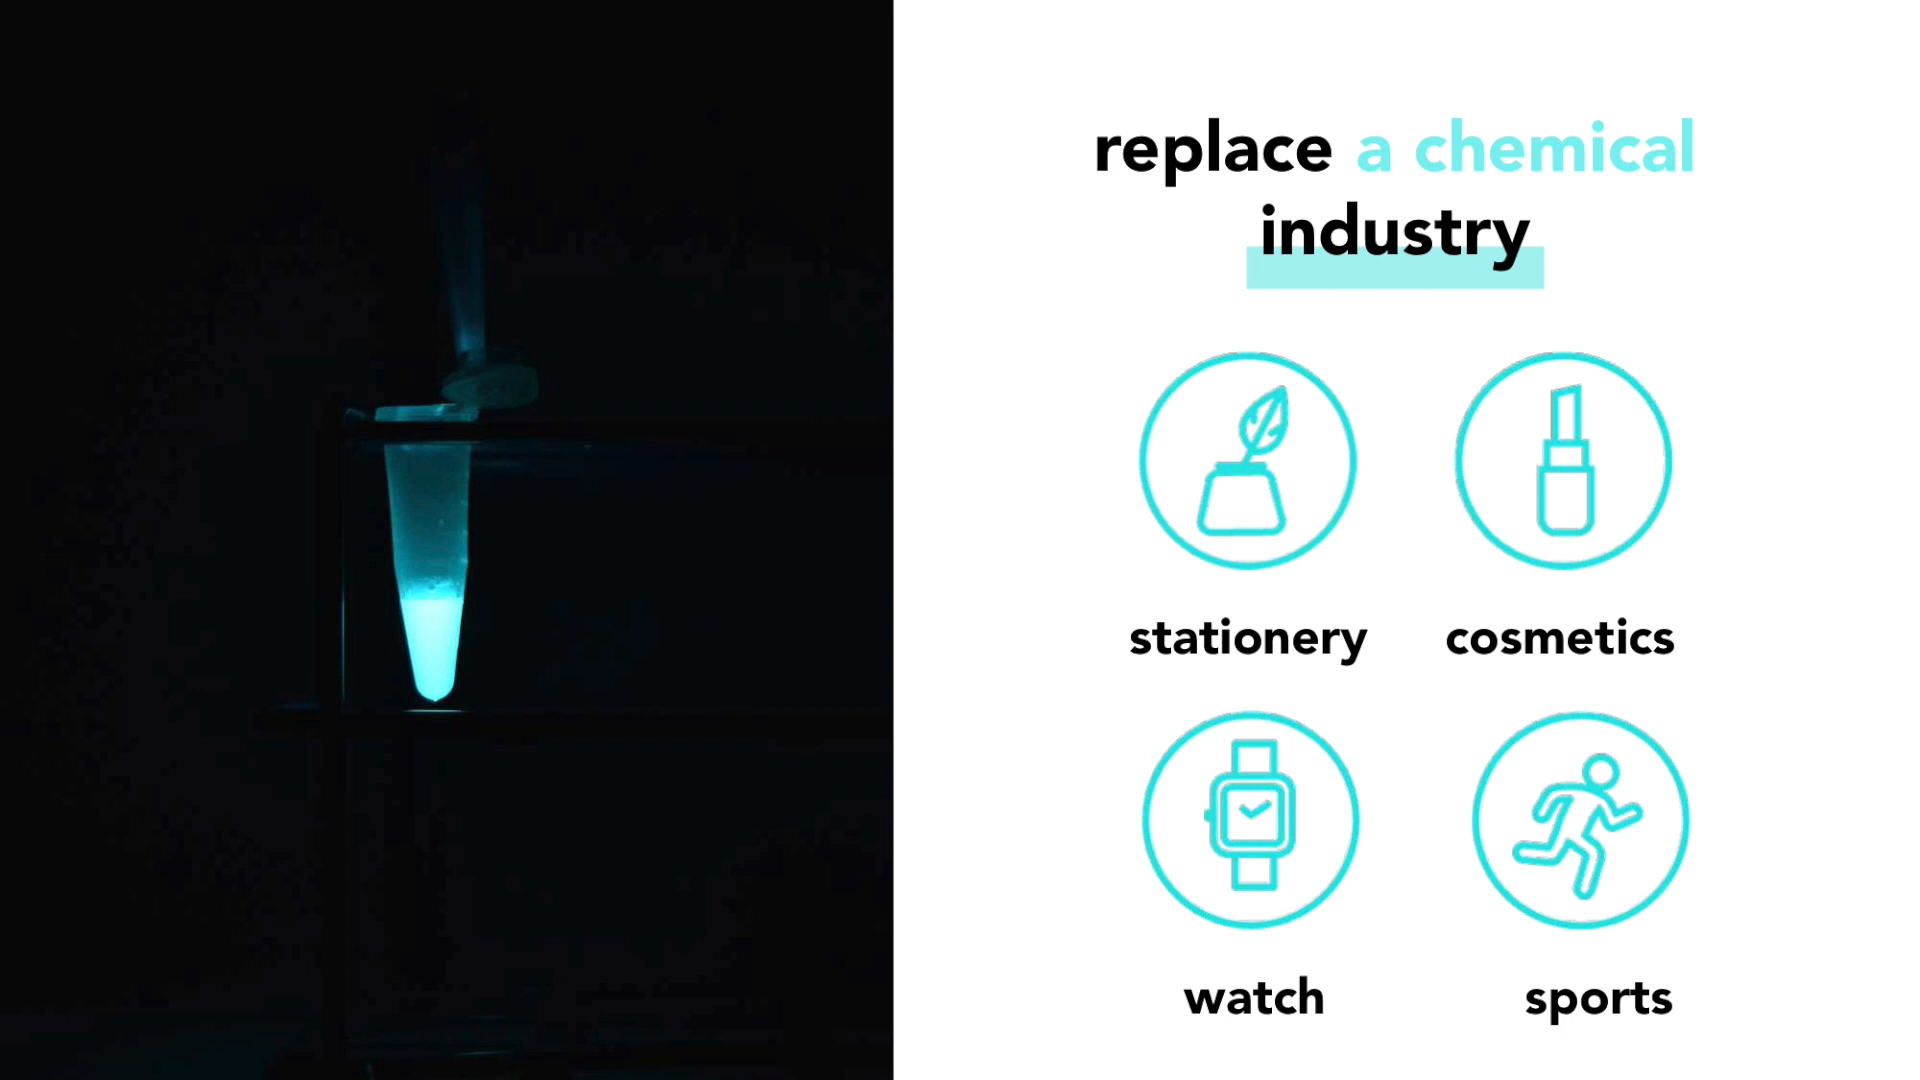 replace a chemical
industry
stationery
cosmetics
watch
sports